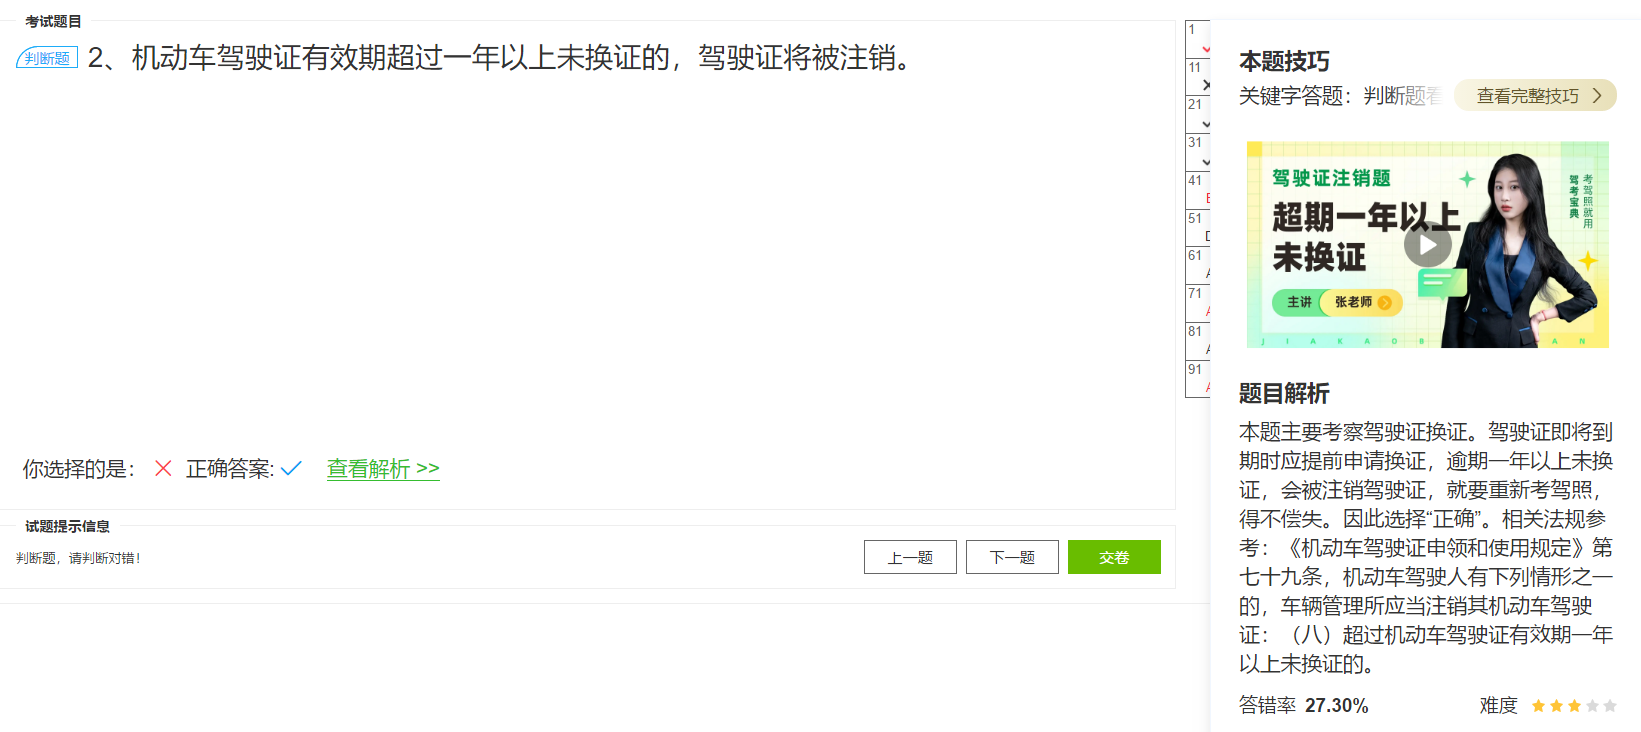 考试题目
判断题 2、机动车驾驶证有效期超过一年以上未换证的，驾驶证将被注销。
你选择的是： 正确答案: 查看解析 >>
试题提示信息
判断题，请判断对错！
上一题 下一题 交卷
1
11
21
31
41
51
61
A
71
A
81
A
91
A
本题技巧
关键字答题：判断题看
查看完整技巧
驾驶证注销题
超期一年以上
未换证
主讲 张老师
考驾照就用
驾考宝典
J I A K A O B A N
题目解析
本题主要考察驾驶证换证。驾驶证即将到
期时应提前申请换证，逾期一年以上未换
证，会被注销驾驶证，就要重新考驾照，
得不偿失。因此选择“正确”。相关法规参
考：《机动车驾驶证申领和使用规定》第
七十九条，机动车驾驶人有下列情形之一
的，车辆管理所应当注销其机动车驾驶
证：（八）超过机动车驾驶证有效期一年
以上未换证的。
答错率 27.30% 难度